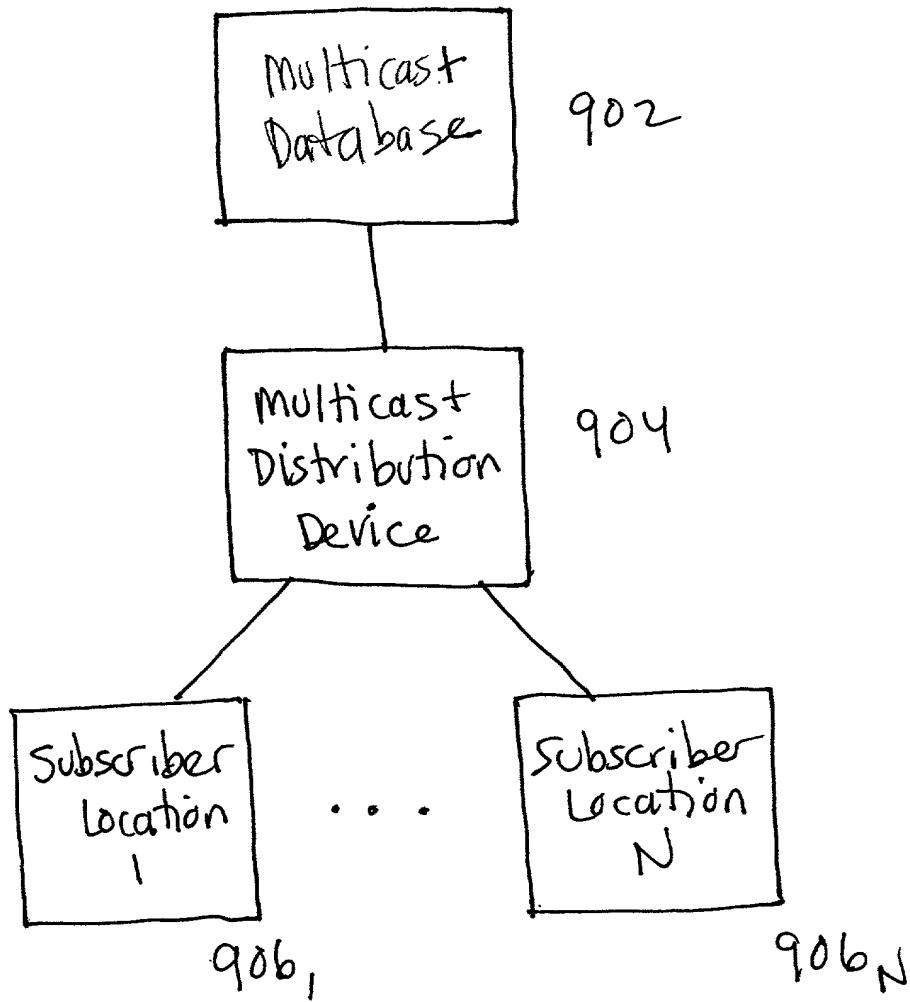 Multicast
Database
902
Multicast
Distribution
Device
904
Subscriber
Location
1
. . .
Subscriber
Location
N
906₁
906N